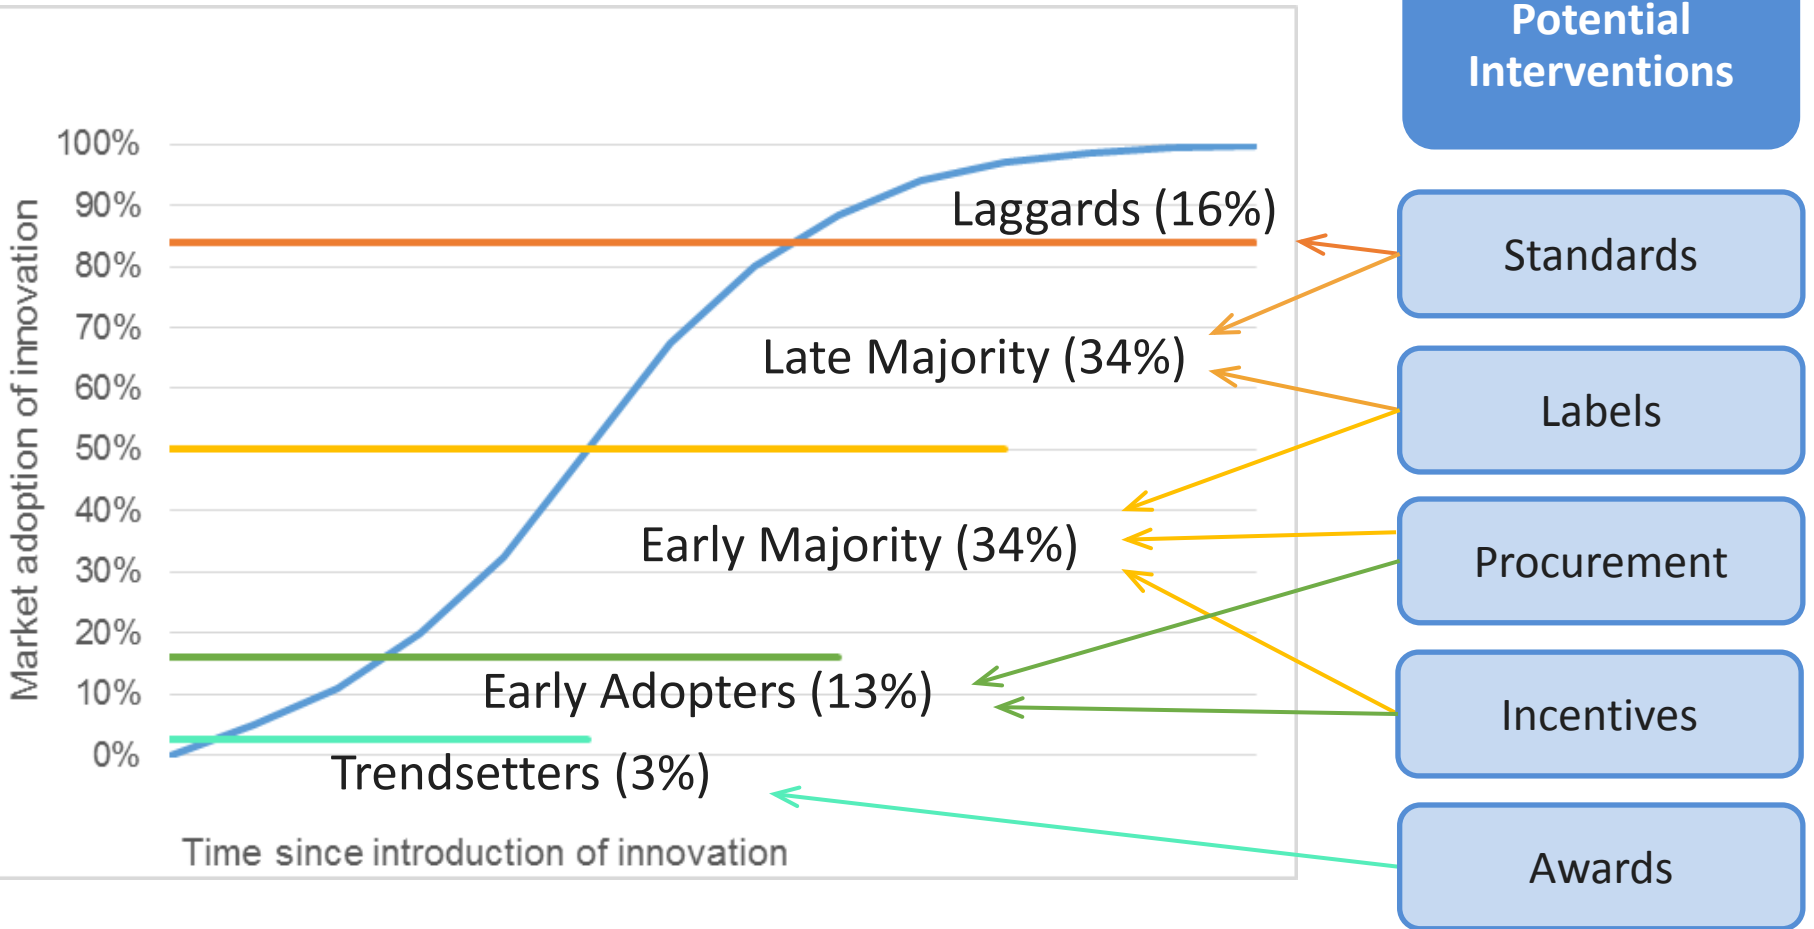 Potential
Interventions
100%
90%
80%
70%
60%
50%
40%
30%
20%
10%
0%
Market adoption of innovation
Laggards (16%)
Late Majority (34%)
Early Majority (34%)
Early Adopters (13%)
Trendsetters (3%)
Time since introduction of innovation
Standards
Labels
Procurement
Incentives
Awards